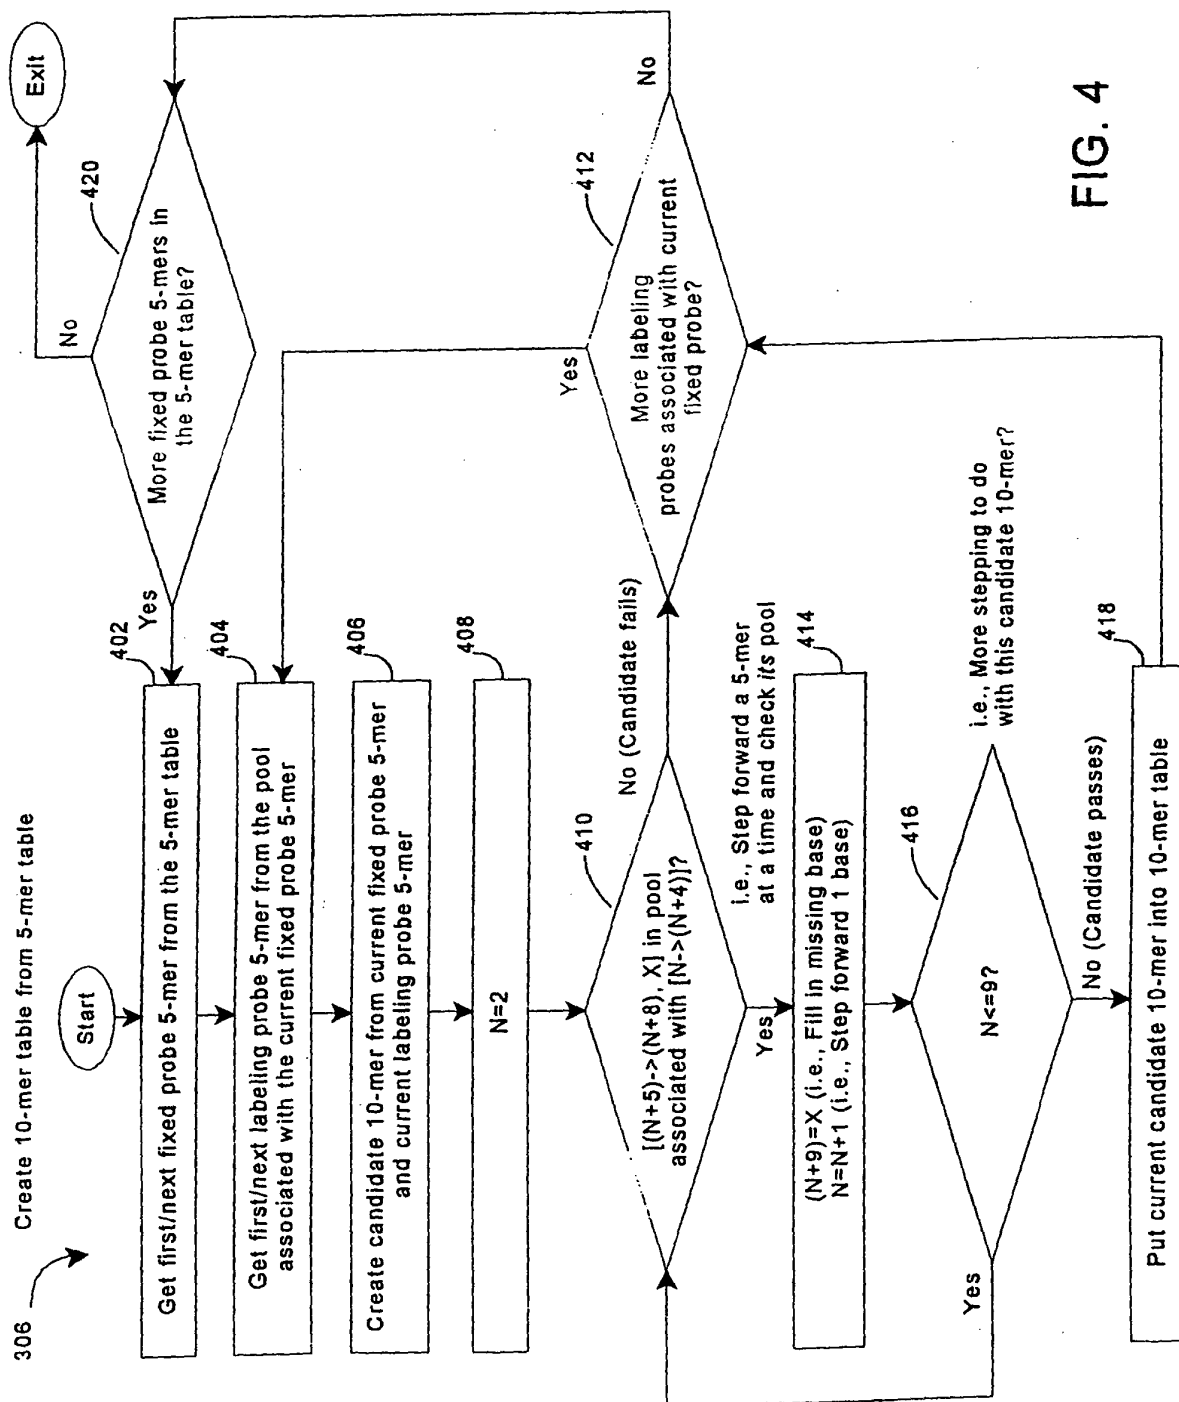 306
Create 10-mer table from 5-mer table
Start
402
Get first/next fixed probe 5-mer from the 5-mer table
404
Get first/next labeling probe 5-mer from the pool
associated with the current fixed probe 5-mer
406
Create candidate 10-mer from current fixed probe 5-mer
and current labeling probe 5-mer
408
N=2
410
[(N+5)->(N+8), X] in pool
associated with [N->(N+4)]?
No (Candidate fails)
Yes
i.e., Step forward a 5-mer
at a time and check its pool
414
(N+9)=X (i.e., Fill in missing base)
N=N+1 (i.e., Step forward 1 base)
416
N<=9?
i.e., More stepping to do
with this candidate 10-mer?
Yes
No (Candidate passes)
418
Put current candidate 10-mer into 10-mer table
412
More labeling
probes associated with current
fixed probe?
Yes
No
420
More fixed probe 5-mers in
the 5-mer table?
Yes
No
Exit
FIG. 4